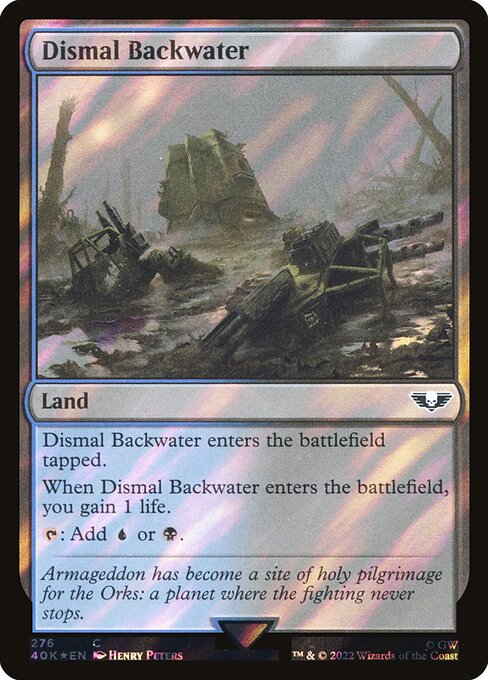 Dismal Backwater
Land
Dismal Backwater enters the battlefield
tapped.
When Dismal Backwater enters the battlefield,
you gain 1 life.
: Add or .
Armageddon has become a site of holy pilgrimage
for the Orks: a planet where the fighting never
stops.
276 C
40K★EN Henry Peters
© GW
™ & © 2022 Wizards of the Coast